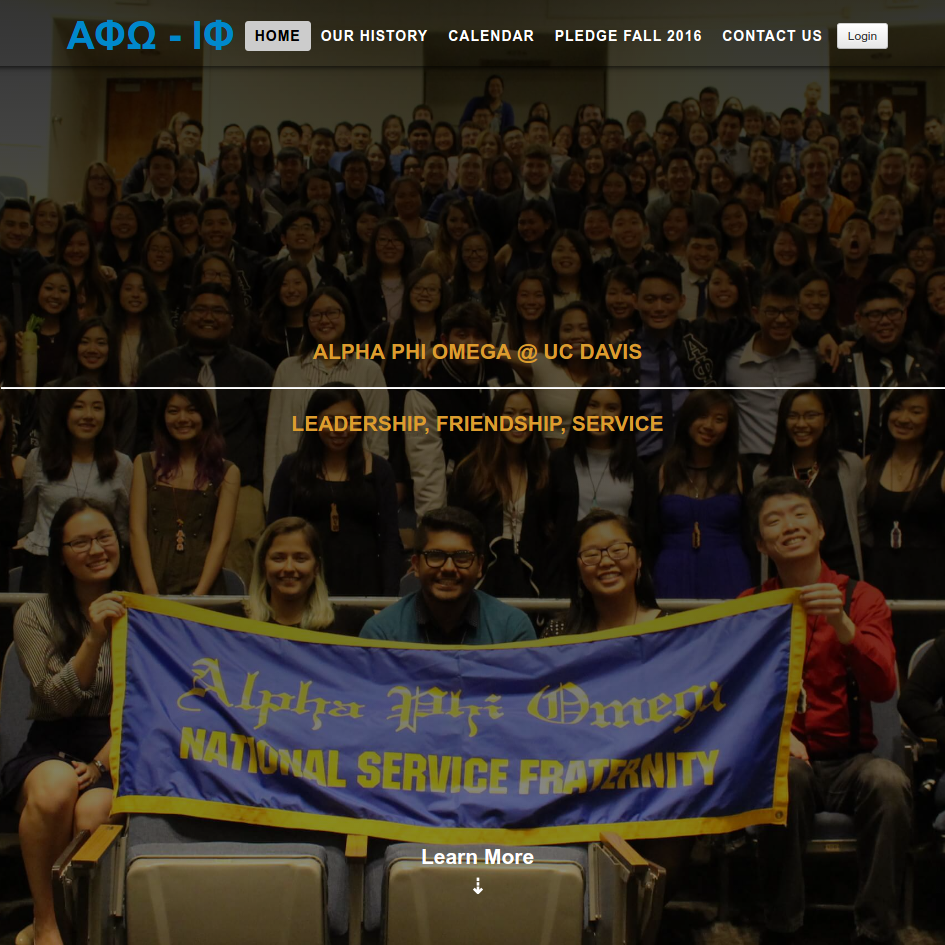 ΑΦΩ - ΙΦ HOME OUR HISTORY CALENDAR PLEDGE FALL 2016 CONTACT US Login
ALPHA PHI OMEGA @ UC DAVIS
LEADERSHIP, FRIENDSHIP, SERVICE
Alpha Phi Omega
NATIONAL SERVICE FRATERNITY
Learn More